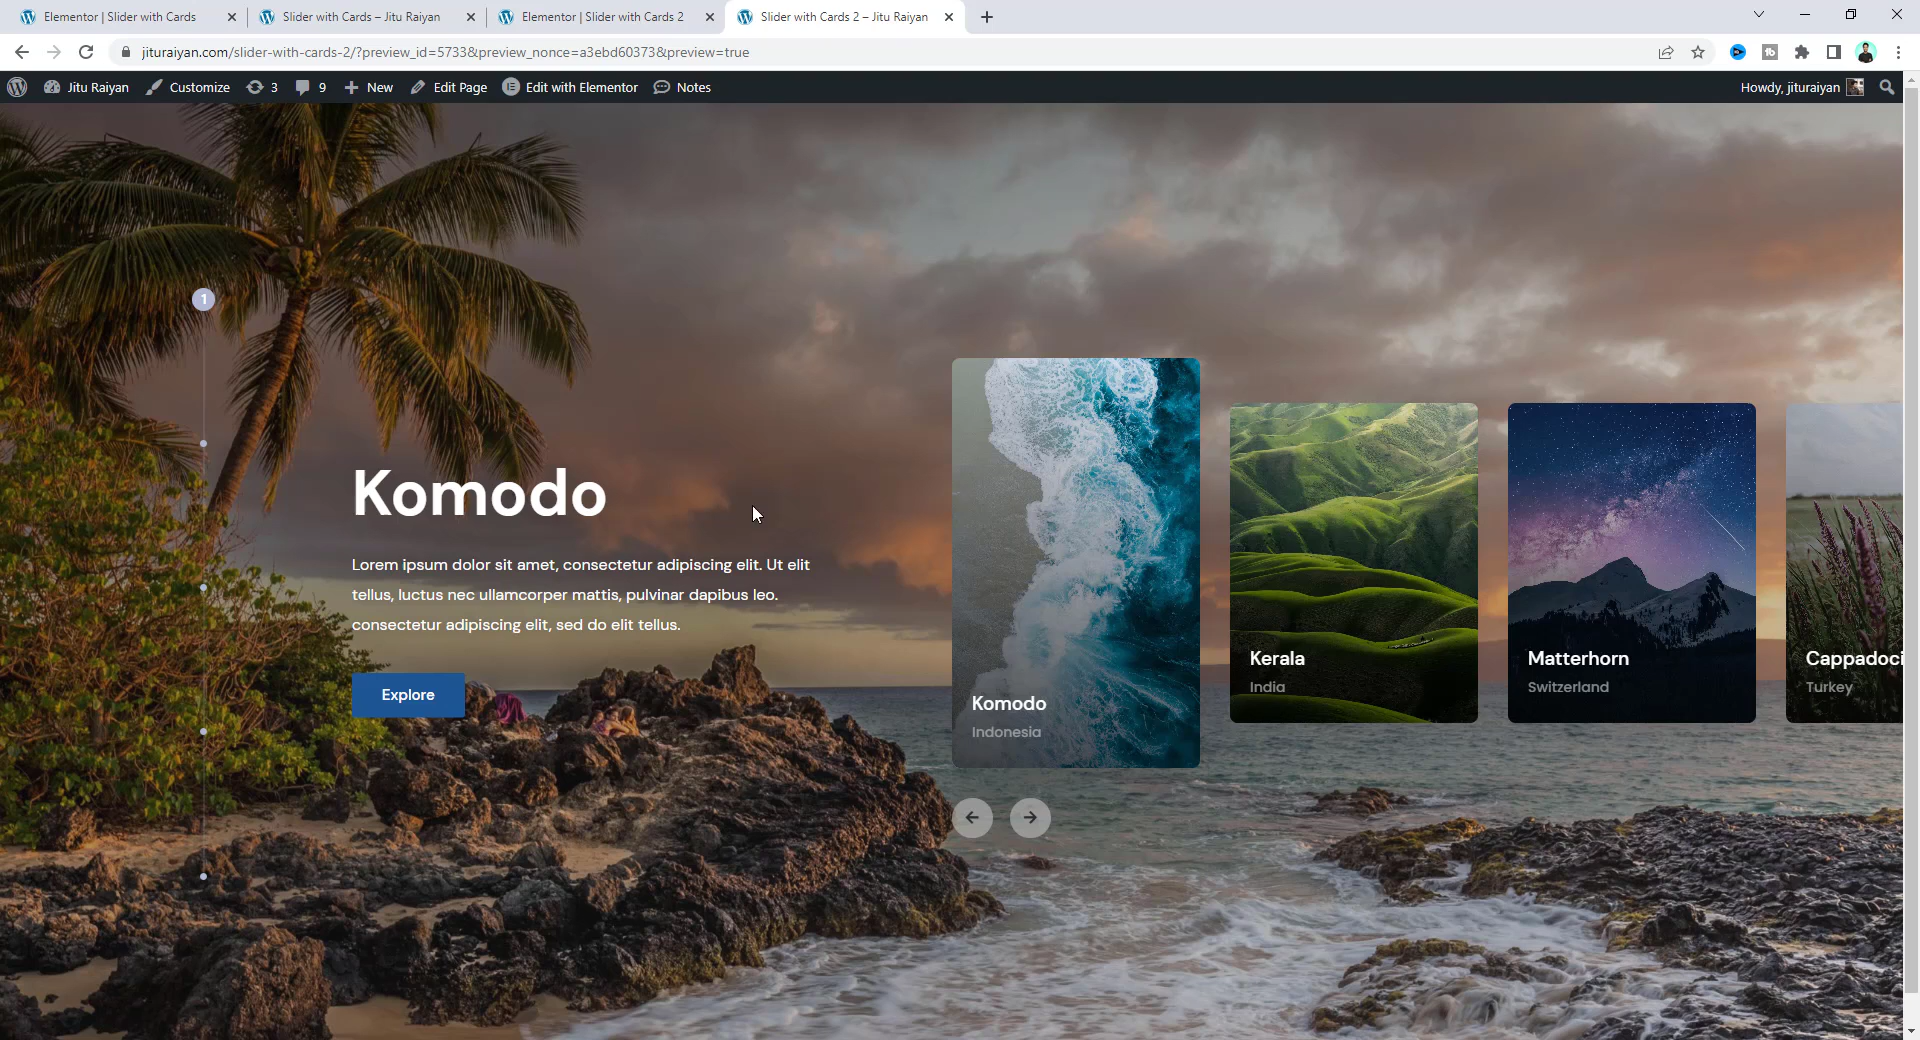 Elementor | Slider with Cards
Slider with Cards – Jitu Raiyan
Elementor | Slider with Cards 2
Slider with Cards 2 – Jitu Raiyan
jituraiyan.com/slider-with-cards-2/?preview_id=5733&preview_nonce=a3ebd60373&preview=true
Jitu Raiyan
Customize
3
9
New
Edit Page
Edit with Elementor
Notes
Howdy, jituraiyan
1
Komodo
Lorem ipsum dolor sit amet, consectetur adipiscing elit. Ut elit
tellus, luctus nec ullamcorper mattis, pulvinar dapibus leo.
consectetur adipiscing elit, sed do elit tellus.
Explore
Komodo
Indonesia
Kerala
India
Matterhorn
Switzerland
Cappadoci
Turkey